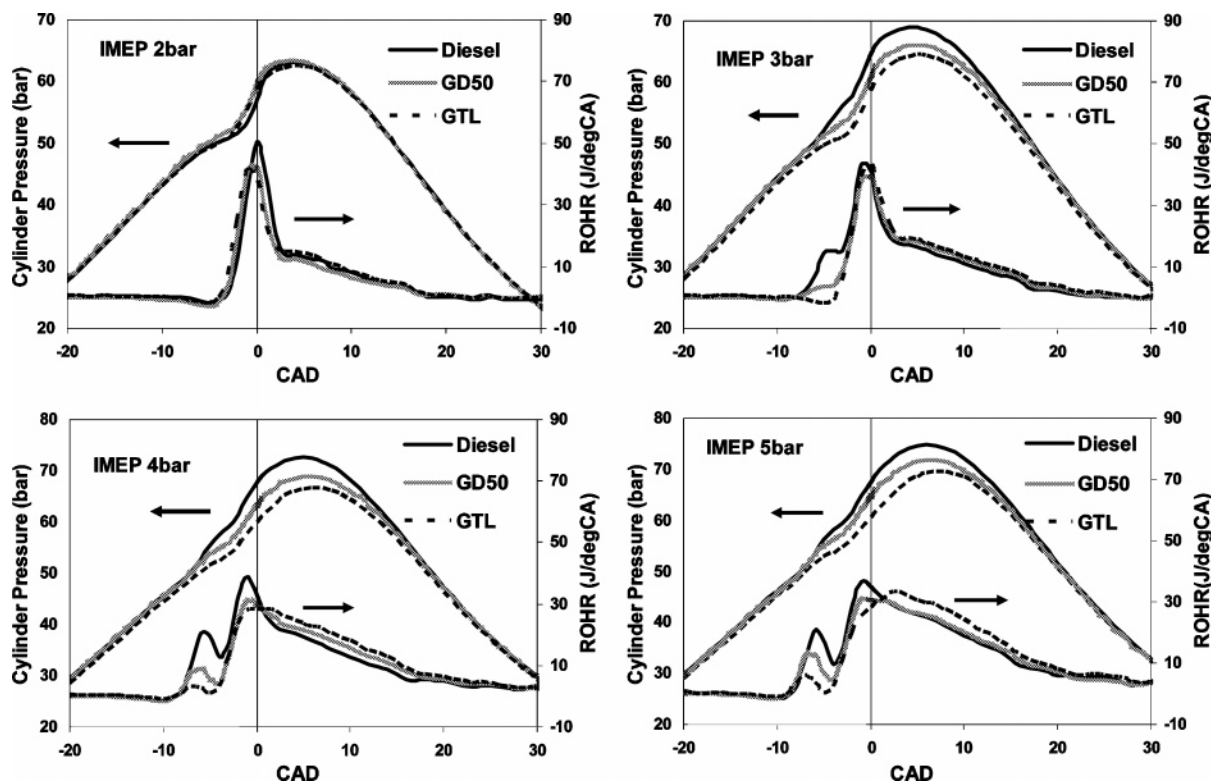 IMEP 2bar
Diesel
GD50
GTL
Cylinder Pressure (bar)
70
60
50
40
30
20
ROHR (J/degCA)
90
70
50
30
10
-10
-20 -10 0 10 20 30
CAD
IMEP 3bar
Diesel
GD50
GTL
Cylinder Pressure (bar)
70
60
50
40
30
20
ROHR (J/degCA)
90
70
50
30
10
-10
-20 -10 0 10 20 30
CAD
IMEP 4bar
Diesel
GD50
GTL
Cylinder Pressure (bar)
80
70
60
50
40
30
20
ROHR (J/degCA)
90
70
50
30
10
-10
-20 -10 0 10 20 30
CAD
IMEP 5bar
Diesel
GD50
GTL
Cylinder Pressure (bar)
80
70
60
50
40
30
20
ROHR(J/degCA)
90
70
50
30
10
-10
-20 -10 0 10 20 30
CAD